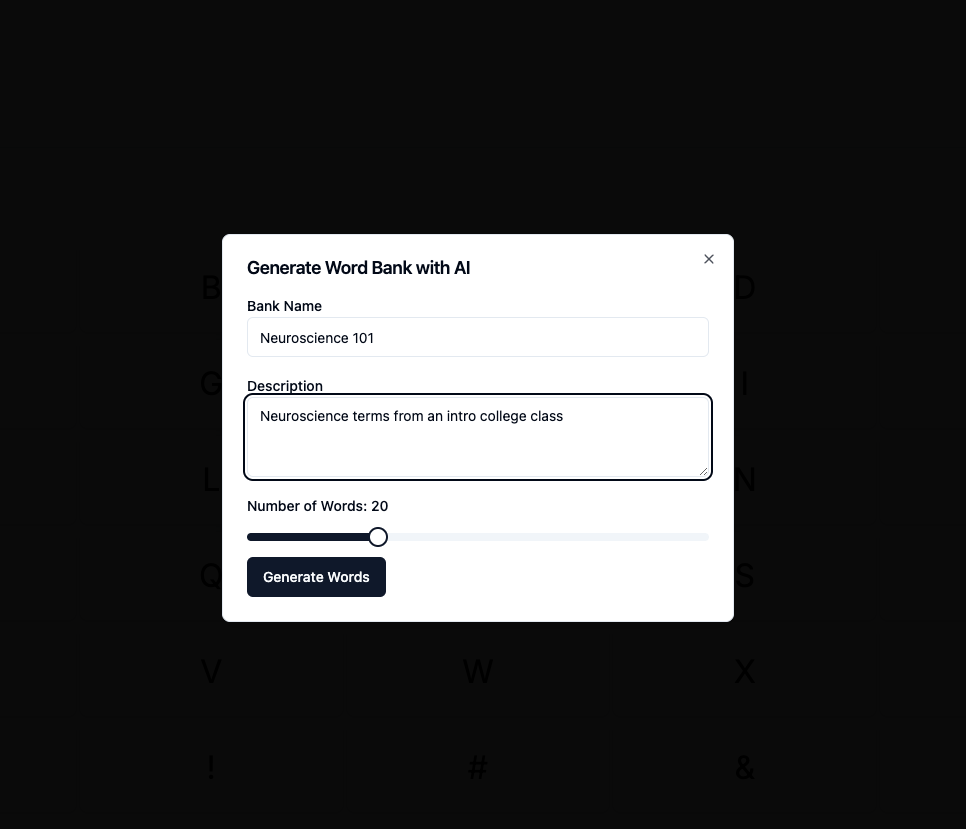 Generate Word Bank with AI
Bank Name
Neuroscience 101
Description
Neuroscience terms from an intro college class
Number of Words: 20
Generate Words
B D
G I
L N
Q S
V W X
! # &